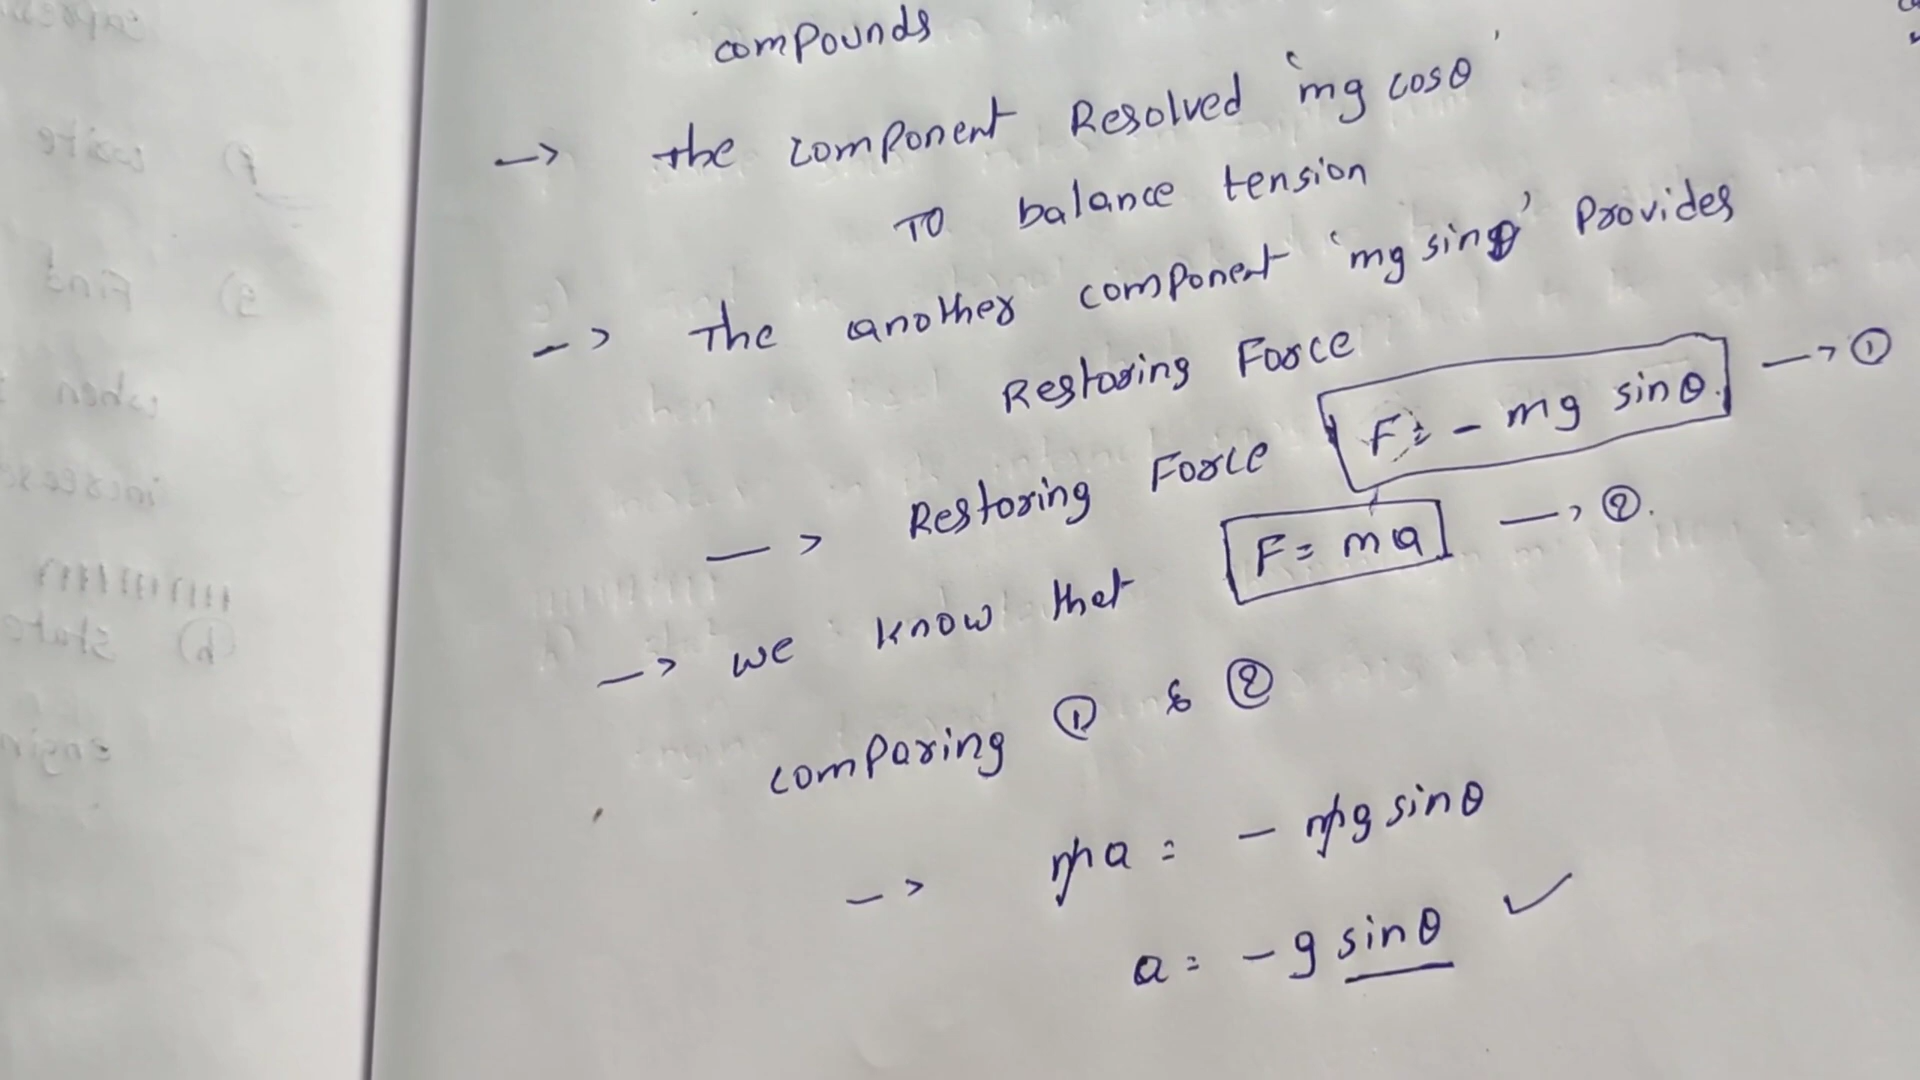 compounds
-> the component Resolved 'mg cosθ'
To balance tension
-> The another component 'mg sinθ' Provides
Restoring Force
-> Restoring Force F = - mg sinθ. -> ①
-> we know that F = ma -> ②.
comparing ① & ②
-> ma = - mg sinθ
a = - g sinθ ✓